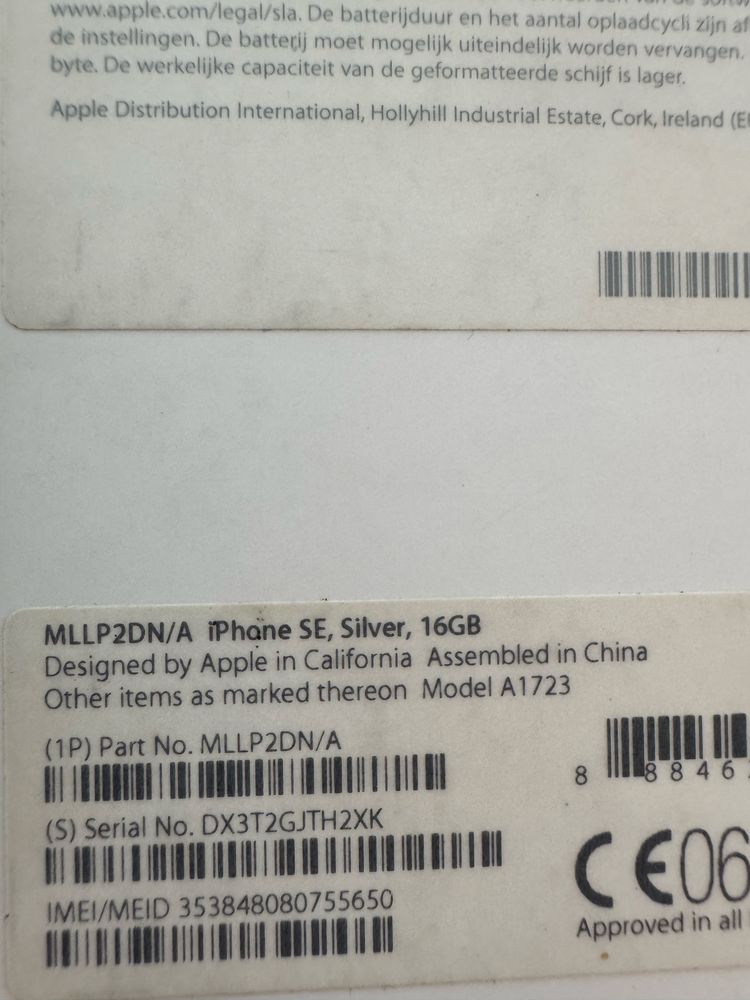 www.apple.com/legal/sla. De batterijduur en het aantal oplaadcycli zijn af
de instellingen. De batterij moet mogelijk uiteindelijk worden vervangen.
byte. De werkelijke capaciteit van de geformatteerde schijf is lager.
Apple Distribution International, Hollyhill Industrial Estate, Cork, Ireland (E
MLLP2DN/A iPhone SE, Silver, 16GB
Designed by Apple in California Assembled in China
Other items as marked thereon Model A1723
(1P) Part No. MLLP2DN/A
8 8846
(S) Serial No. DX3T2GJTH2XK
CE06
IMEI/MEID 353848080755650
Approved in all